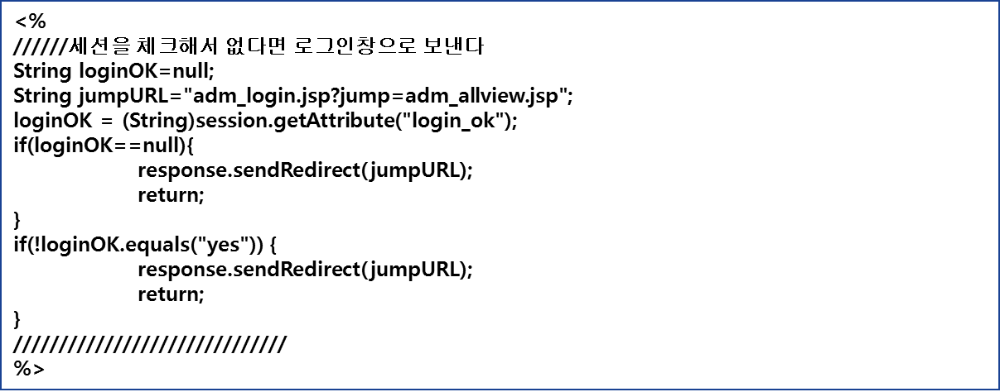 <%
//////세션을 체크해서 없다면 로그인창으로 보낸다
String loginOK=null;
String jumpURL="adm_login.jsp?jump=adm_allview.jsp";
loginOK = (String)session.getAttribute("login_ok");
if(loginOK==null){
response.sendRedirect(jumpURL);
return;
}
if(!loginOK.equals("yes")) {
response.sendRedirect(jumpURL);
return;
}
//////////////////////////////
%>